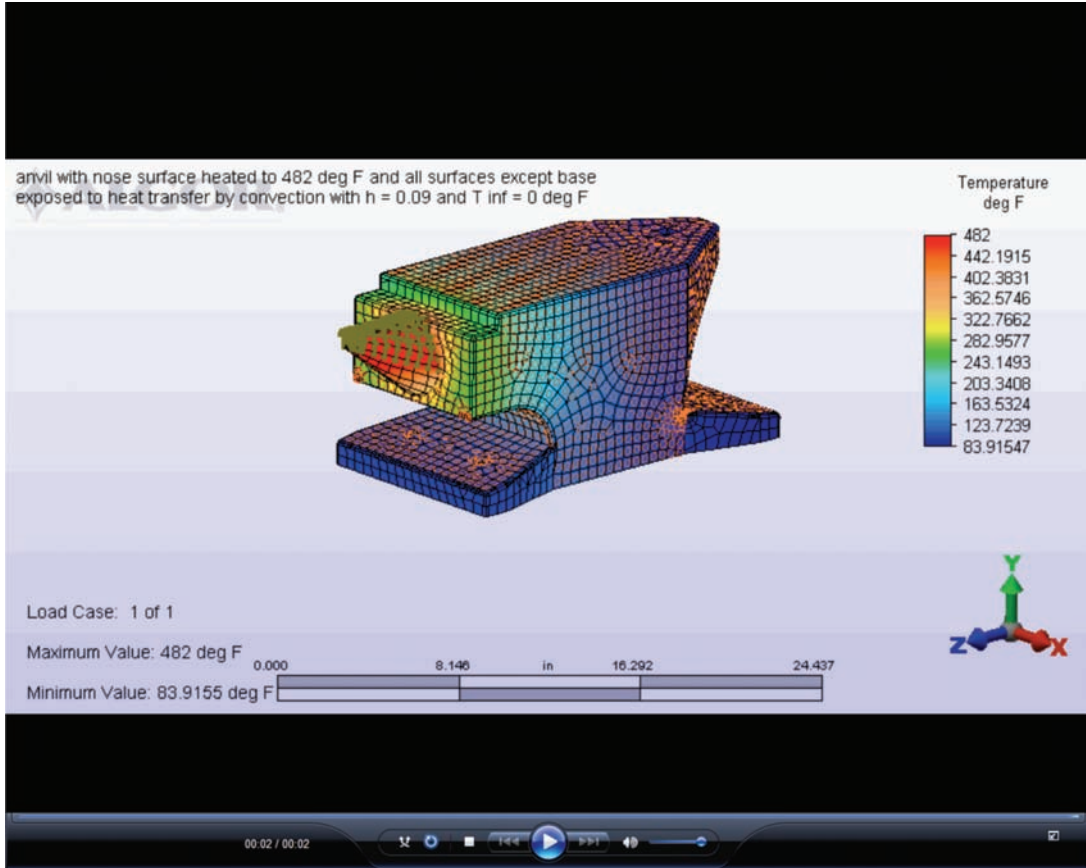 ALGOR
anvil with nose surface heated to 482 deg F and all surfaces except base
exposed to heat transfer by convection with h = 0.09 and T inf = 0 deg F
Temperature
deg F
482
442.1915
402.3831
362.5746
322.7662
282.9577
243.1493
203.3408
163.5324
123.7239
83.91547
Y
Z
X
Load Case: 1 of 1
Maximum Value: 482 deg F
Minimum Value: 83.9155 deg F
0.000 8.146 in 16.292 24.437
00:02 / 00:02